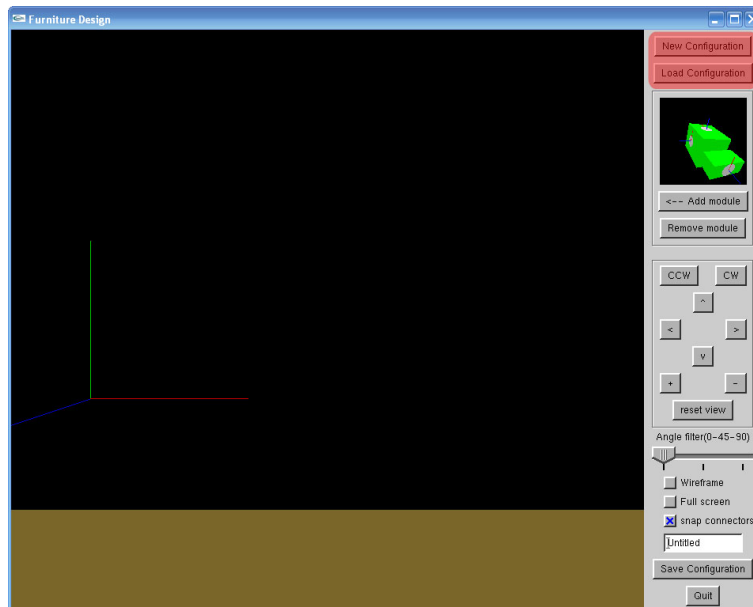 Furniture Design
New Configuration
Load Configuration
<-- Add module
Remove module
CCW CW
^
< >
v
+ -
reset view
Angle filter(0-45-90)
Wireframe
Full screen
snap connectors
Untitled
Save Configuration
Quit